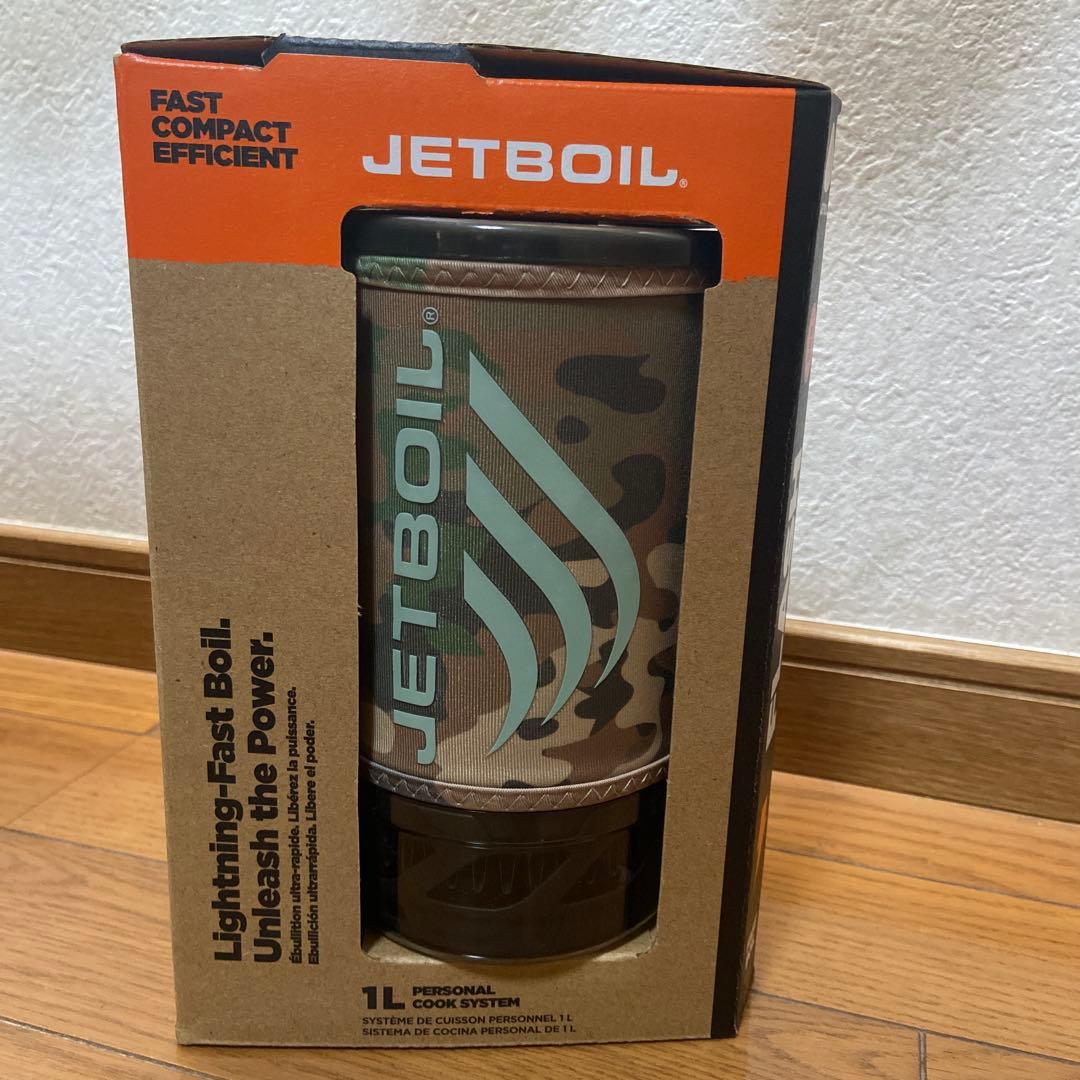 FAST
COMPACT
EFFICIENT
JETBOIL®
JETBOIL®
Lightning-Fast Boil.
Unleash the Power.
Ébullition ultra-rapide. Libérez la puissance.
Ebullición ultrarrápida. Libere el poder.
1L PERSONAL
COOK SYSTEM
SYSTÈME DE CUISSON PERSONNEL 1 L
SISTEMA DE COCINA PERSONAL DE 1 L